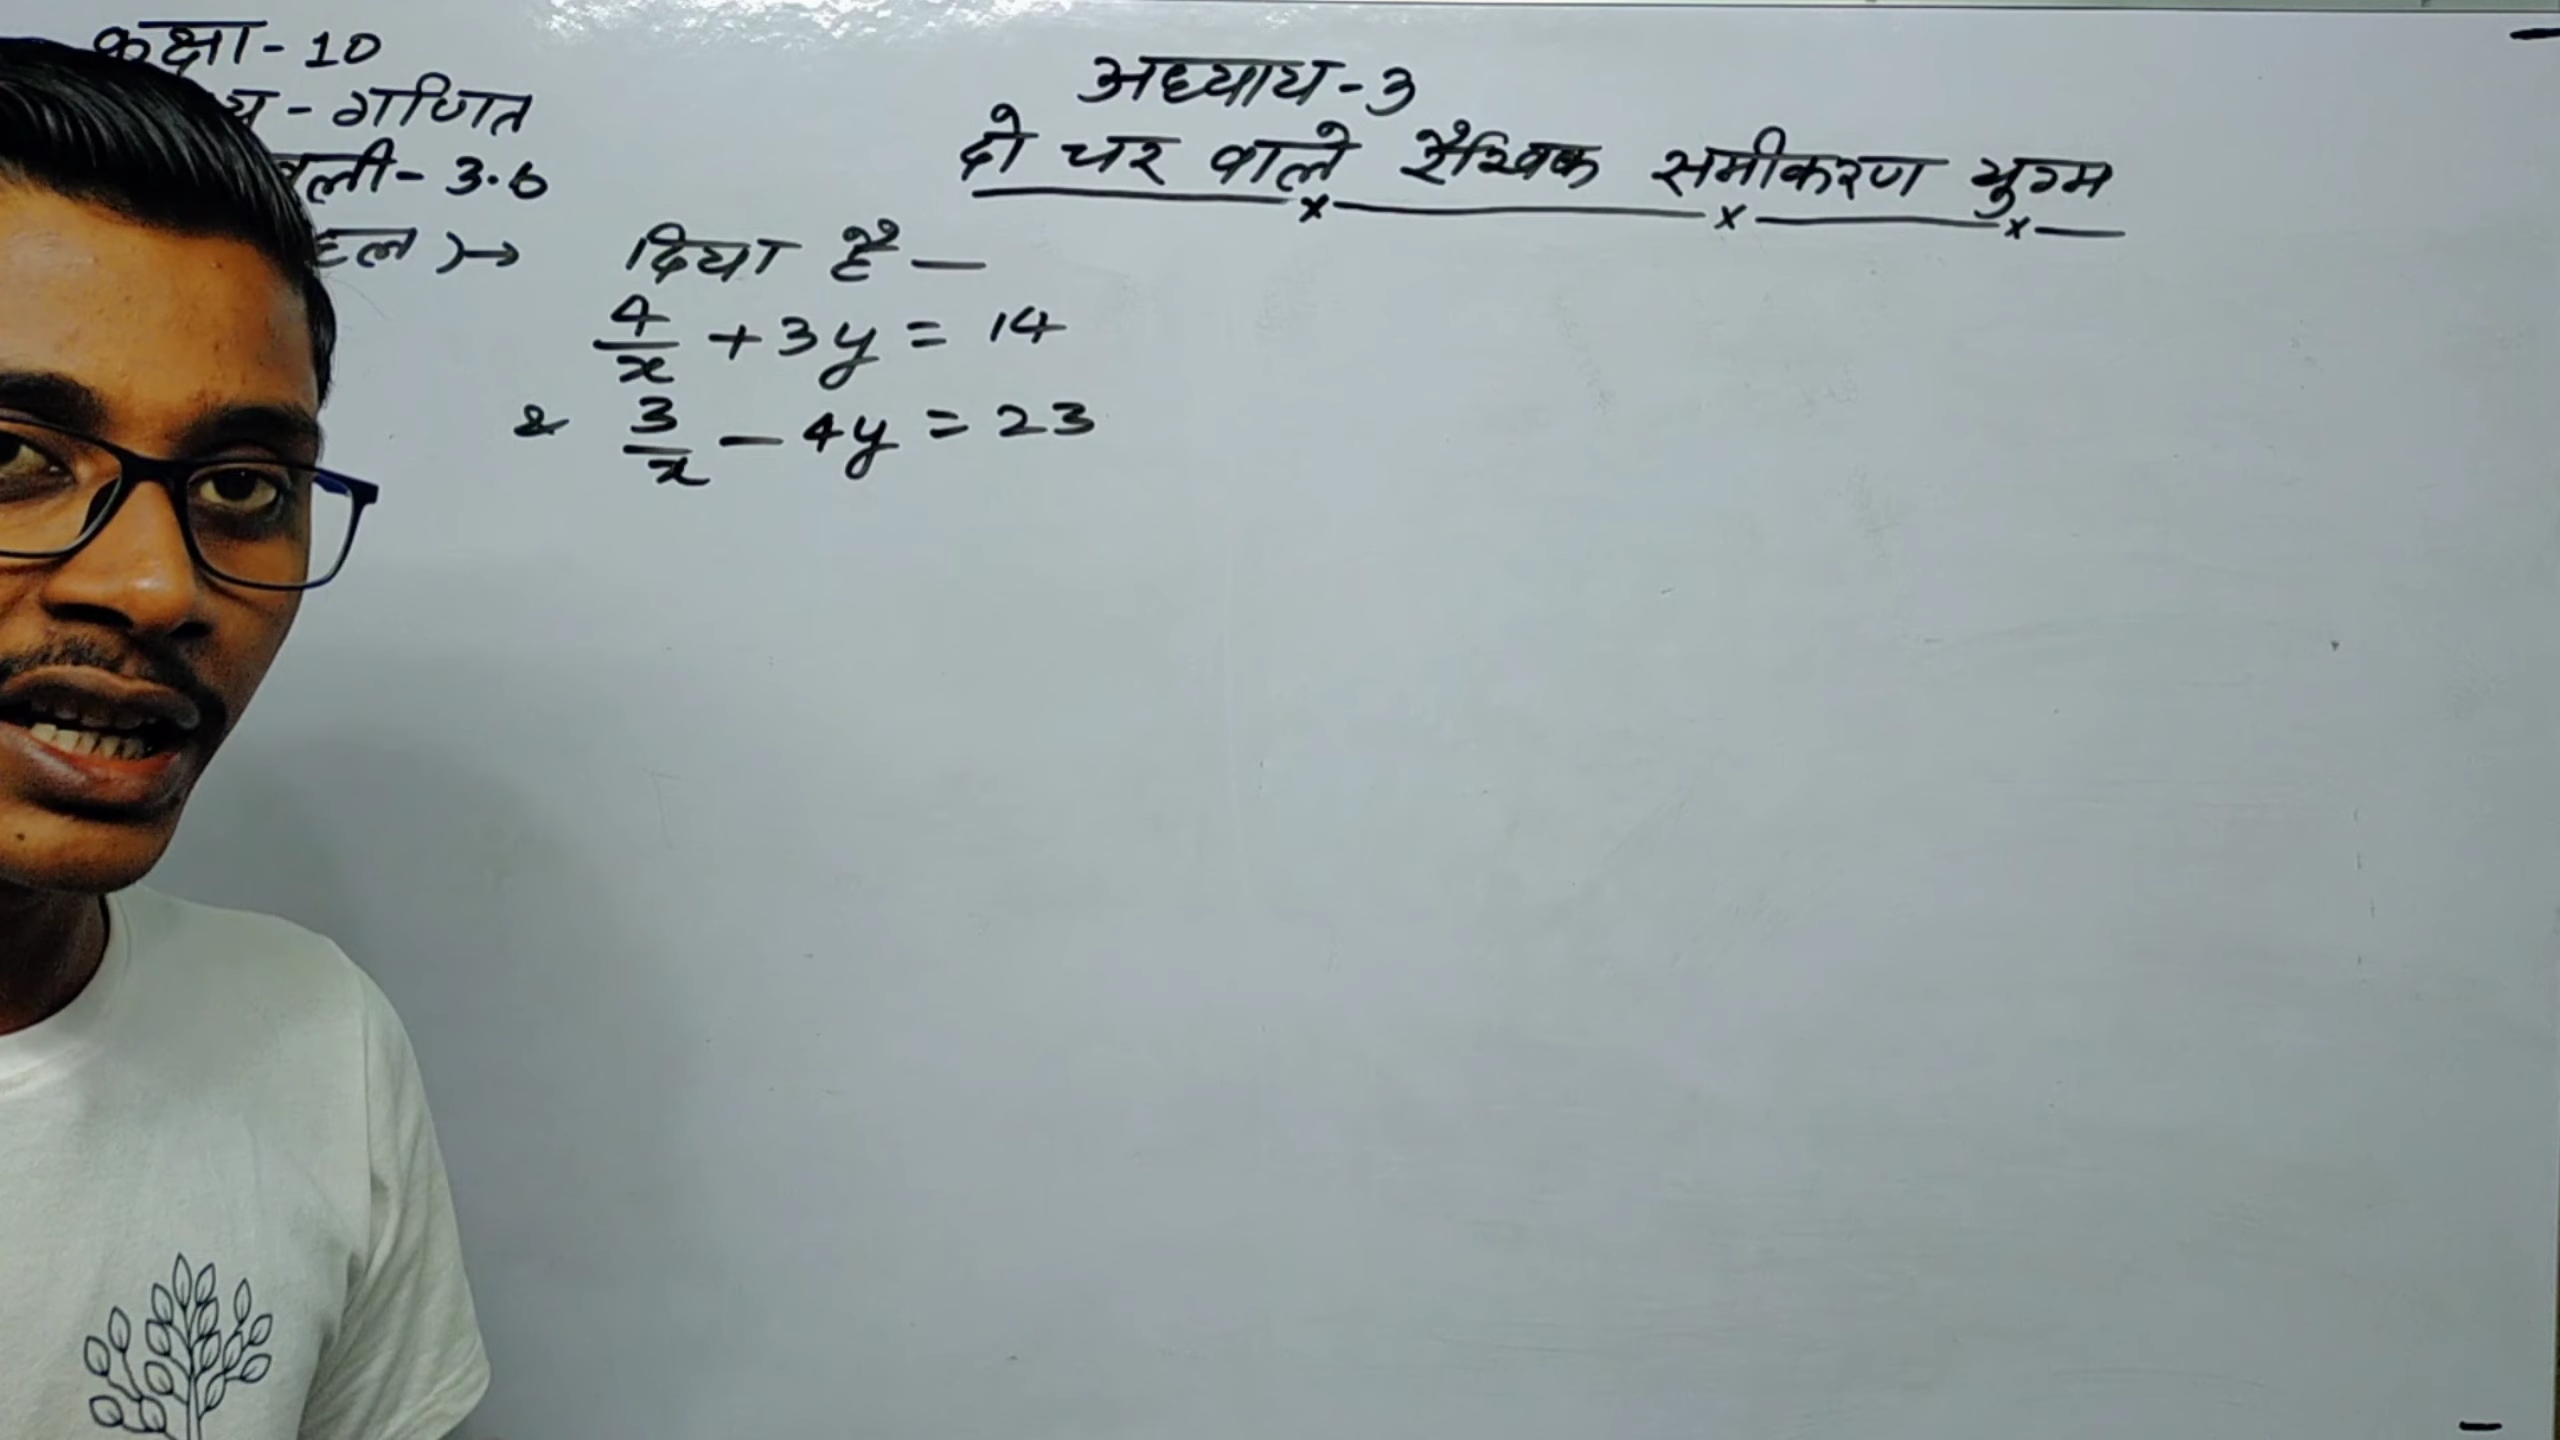 कक्षा - 10
- गणित
- 3.6
हल )→
अध्याय - 3
दो चर वाले रैखिक समीकरण युग्म
दिया है —
4/x + 3y = 14
& 3/x - 4y = 23